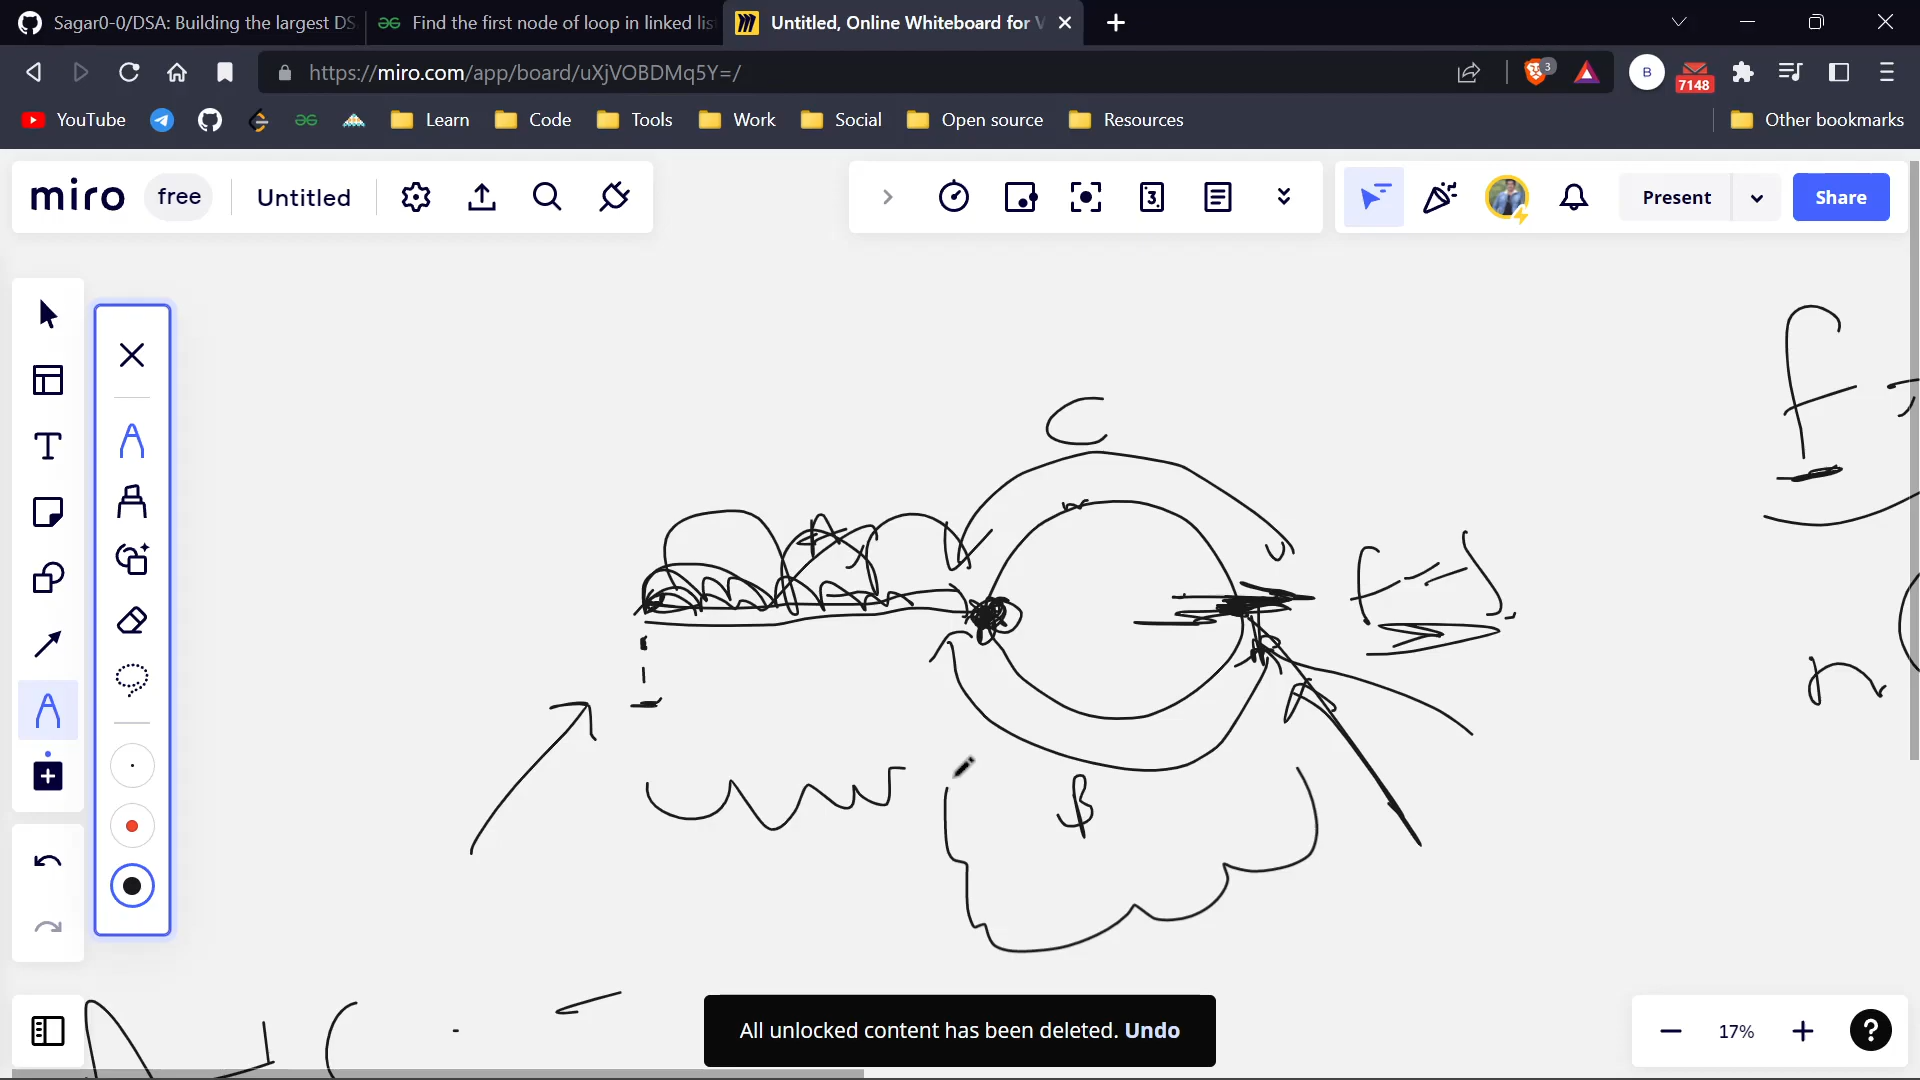 Sagar0-0/DSA: Building the largest DS
Find the first node of loop in linked lis
Untitled, Online Whiteboard for V
https://miro.com/app/board/uXjVOBDMq5Y=/
3
B
7148
YouTube
Learn
Code
Tools
Work
Social
Open source
Resources
Other bookmarks
miro
free
Untitled
3
Present
Share
T
C
f
B
n
All unlocked content has been deleted. Undo
17%
?